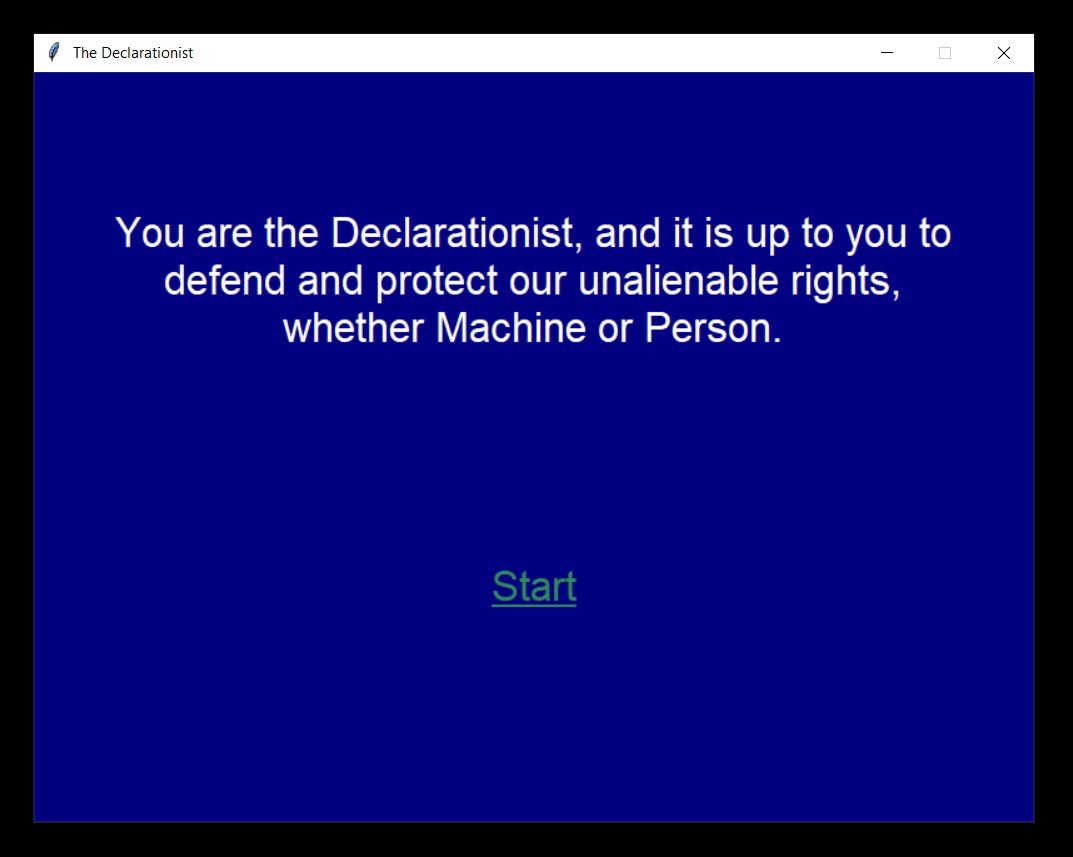 The Declarationist
You are the Declarationist, and it is up to you to
defend and protect our unalienable rights,
whether Machine or Person.
Start